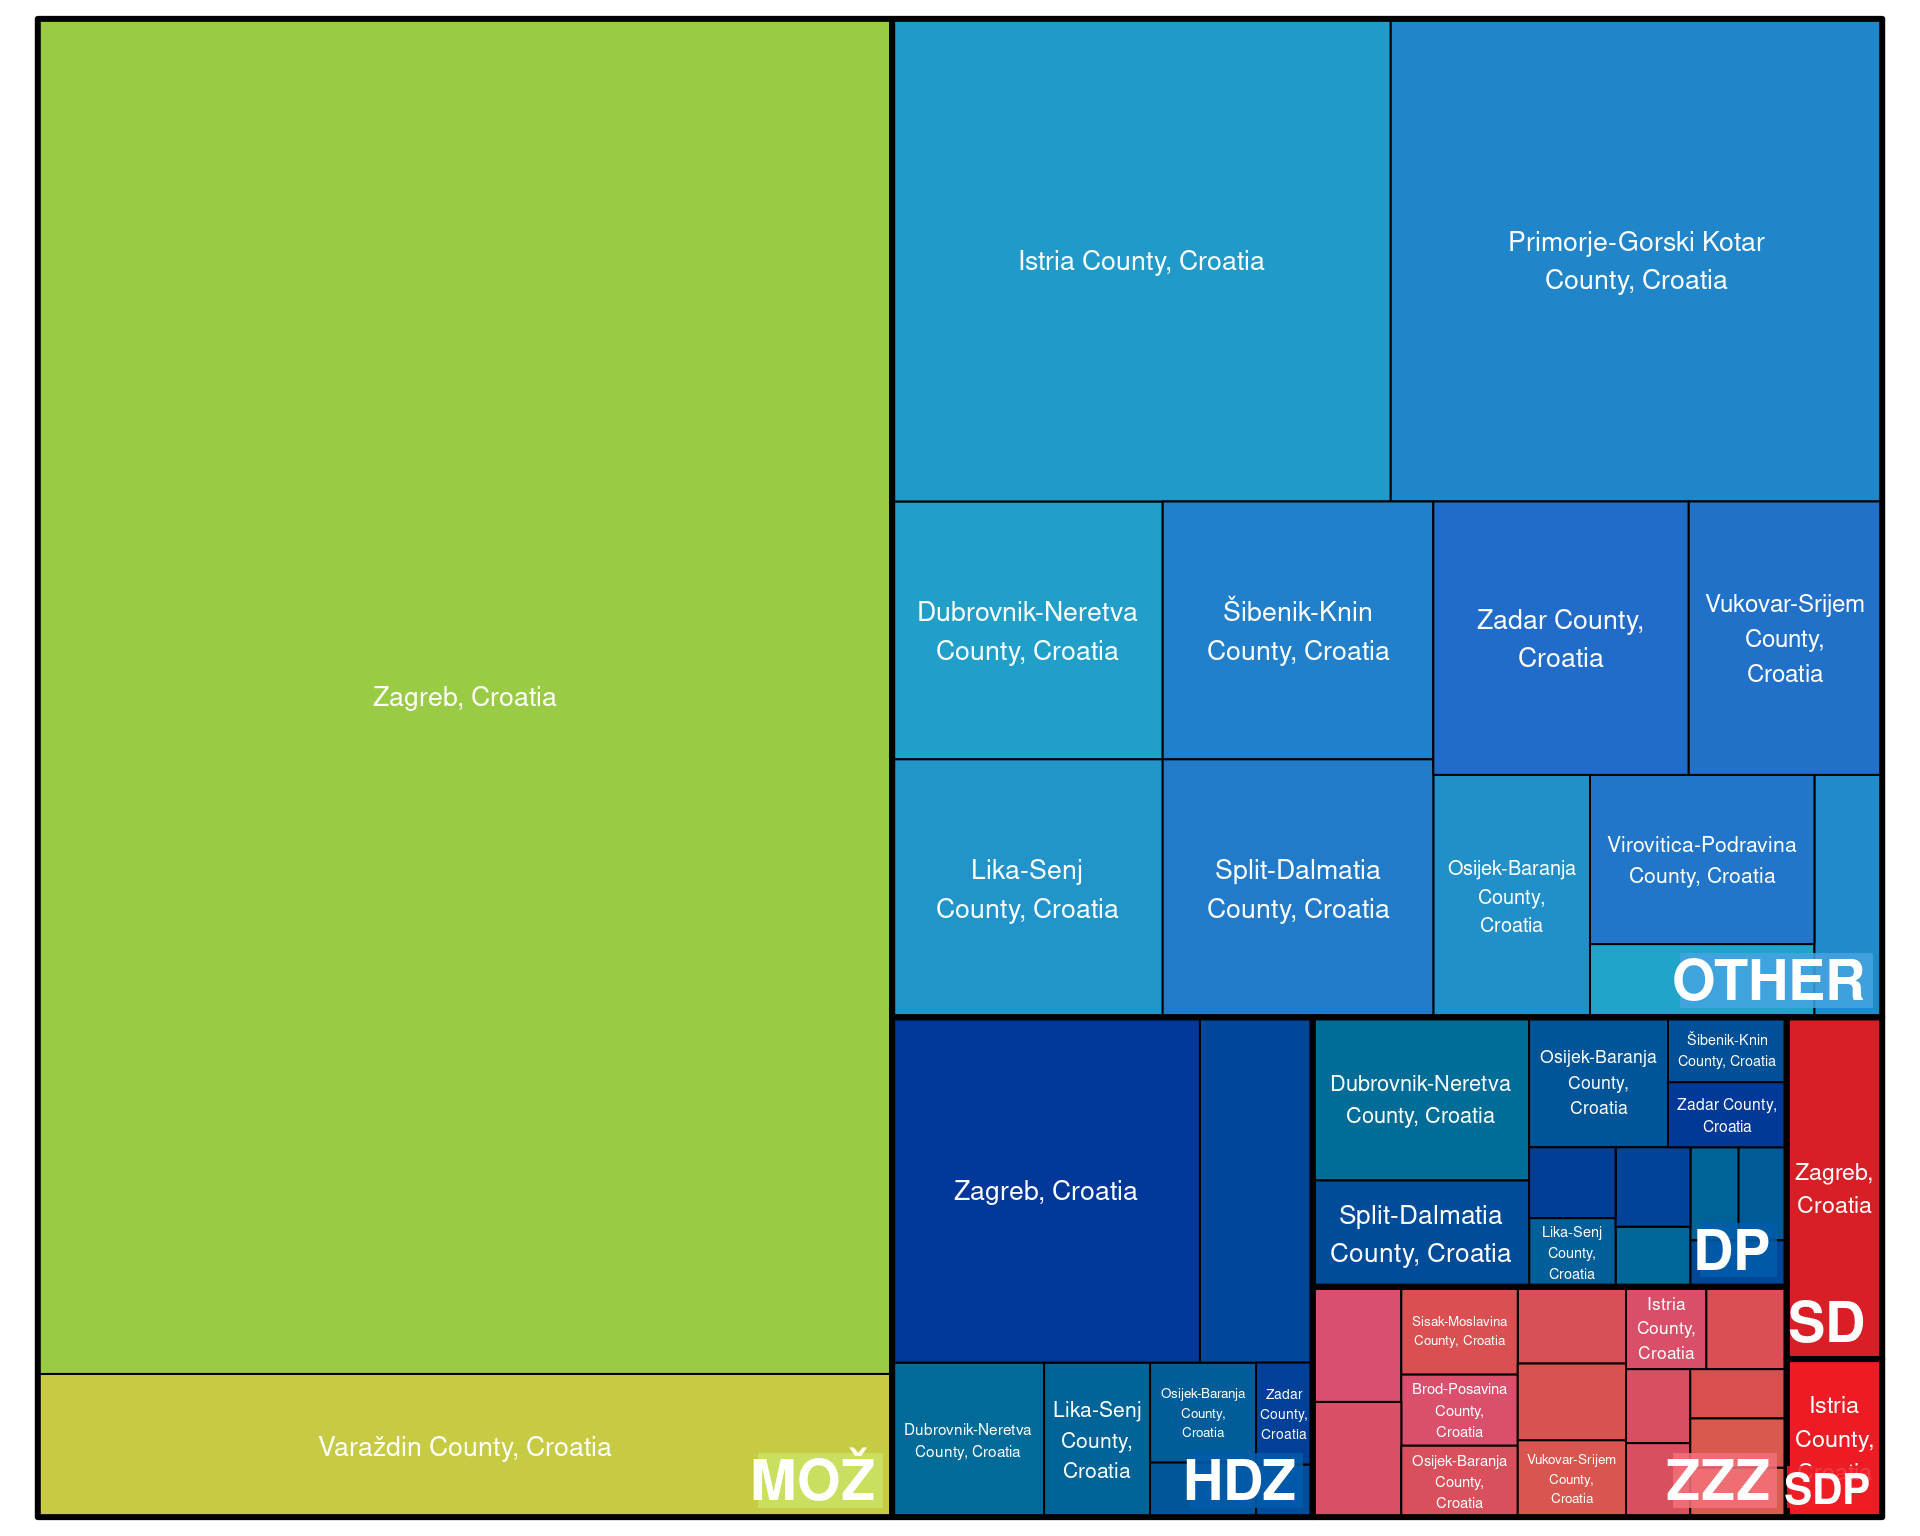 Zagreb, Croatia
Varaždin County, Croatia
MOŽ
Istria County, Croatia
Primorje-Gorski Kotar
County, Croatia
Dubrovnik-Neretva
County, Croatia
Šibenik-Knin
County, Croatia
Zadar County,
Croatia
Vukovar-Srijem
County,
Croatia
Lika-Senj
County, Croatia
Split-Dalmatia
County, Croatia
Osijek-Baranja
County,
Croatia
Virovitica-Podravina
County, Croatia
OTHER
Zagreb, Croatia
Dubrovnik-Neretva
County, Croatia
Lika-Senj
County,
Croatia
Osijek-Baranja
County,
Croatia
Zadar
County,
Croatia
HDZ
Dubrovnik-Neretva
County, Croatia
Split-Dalmatia
County, Croatia
Osijek-Baranja
County,
Croatia
Šibenik-Knin
County, Croatia
Zadar County,
Croatia
Lika-Senj
County,
Croatia
DP
Sisak-Moslavina
County, Croatia
Brod-Posavina
County,
Croatia
Osijek-Baranja
County,
Croatia
Vukovar-Srijem
County,
Croatia
Istria
County,
Croatia
ZZZ
Zagreb,
Croatia
SD
Istria
County,
Croatia
SDP